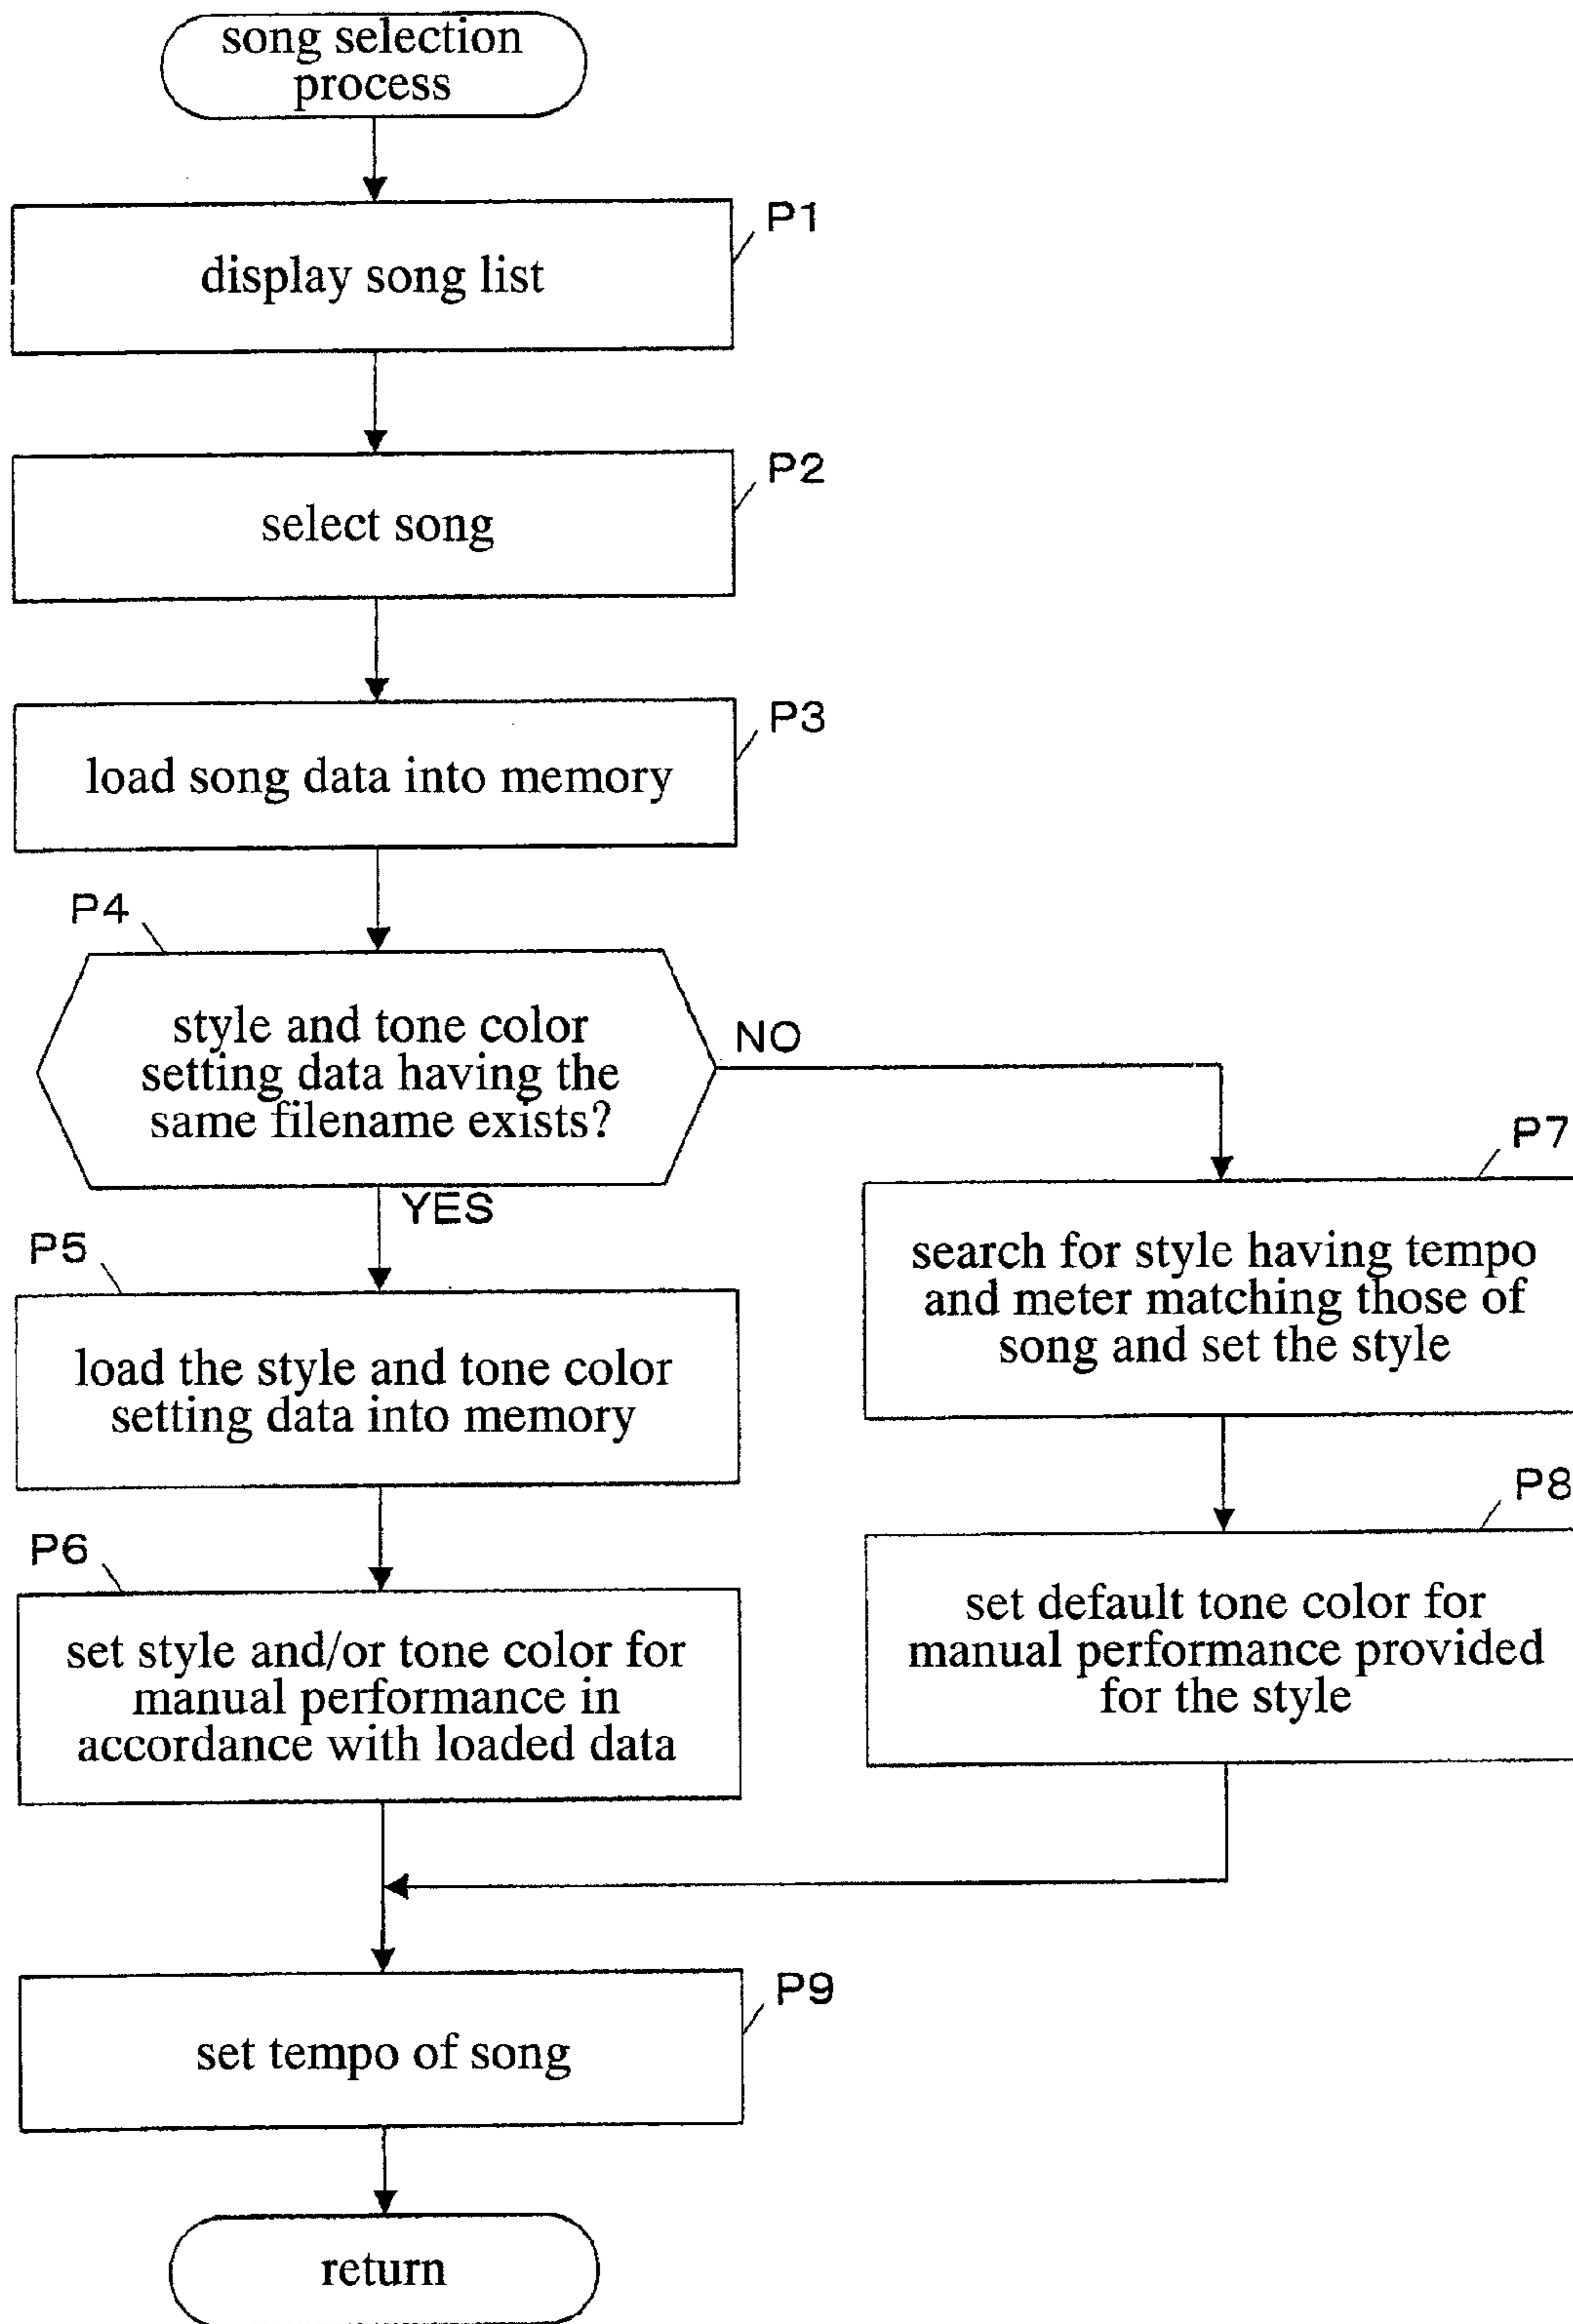 song selection
process
P1
display song list
P2
select song
P3
load song data into memory
P4
style and tone color
setting data having the
same filename exists?
NO
YES
P5
load the style and tone color
setting data into memory
P6
set style and/or tone color for
manual performance in
accordance with loaded data
P7
search for style having tempo
and meter matching those of
song and set the style
P8
set default tone color for
manual performance provided
for the style
P9
set tempo of song
return